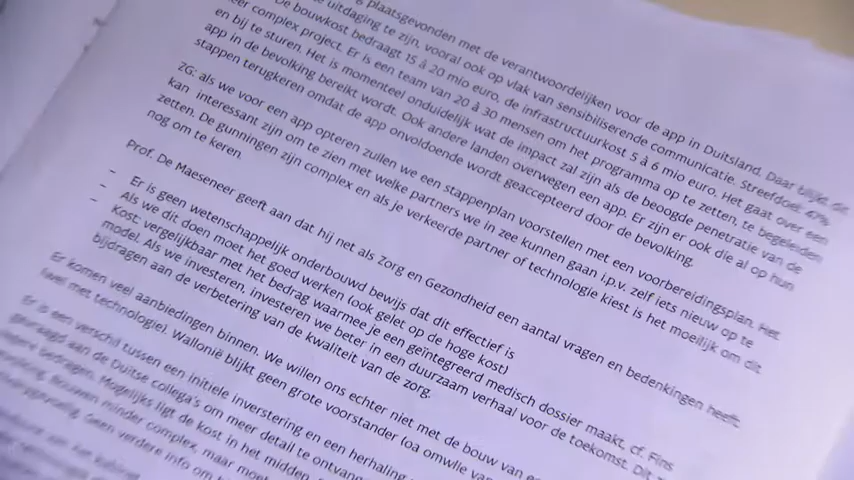 plaatsgevonden met de verantwoordelijken voor de app in Duitsland. Daar blijkt dit
uitdaging te zijn, vooral ook op vlak van sensibiliserende communicatie. Streefdoel 47%
De bouwkost bedraagt 15 à 20 mio euro, de infrastructuurkost 5 à 6 mio euro. Het gaat over een
complex project. Er is een team van 20 à 30 mensen om het programma op te zetten, te begeleiden
en bij te sturen. Het is momenteel onduidelijk wat de impact zal zijn als de beoogde penetratie van de
app in de bevolking bereikt wordt. Ook andere landen overwegen een app. Er zijn er ook die al op hun
stappen terugkeren omdat de app onvoldoende wordt geaccepteerd door de bevolking.
ZG: als we voor een app opteren zullen we een stappenplan voorstellen met een voorbereidingsplan. Het
kan interessant zijn om te zien met welke partners we in zee kunnen gaan i.p.v. zelf iets nieuw op te
zetten. De gunningen zijn complex en als je verkeerde partner of technologie kiest is het moeilijk om dit
nog om te keren.
Prof. De Maeseneer geeft aan dat hij net als Zorg en Gezondheid een aantal vragen en bedenkingen heeft.
- Er is geen wetenschappelijk onderbouwd bewijs dat dit effectief is
- Als we dit doen moet het goed werken (ook gelet op de hoge kost)
- Kost: vergelijkbaar met het bedrag waarmee je een geïntegreerd medisch dossier maakt, cf. Fins
model. Als we investeren, investeren we beter in een duurzaam verhaal voor de toekomst. Dit
bijdragen aan de verbetering van de kwaliteit van de zorg.
Er komen veel aanbiedingen binnen. We willen ons echter niet met de bouw van
(wel met technologie). Wallonië blijkt geen grote voorstander (oa omwille van
Er is een verschil tussen een initiële inverstering en een herhaling
gevraagd aan de Duitse collega's om meer detail te ontvangen
bedragen. Mogelijks ligt de kost in het midden.
minder complex, maar moet
Geen verdere info om